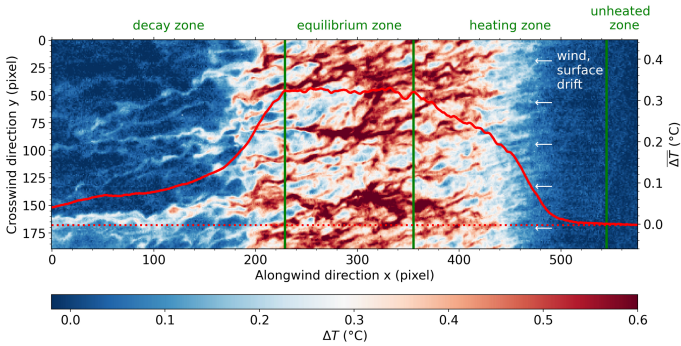 decay zone
equilibrium zone
heating zone
unheated
zone
wind,
surface
drift
0
25
50
75
100
125
150
175
Crosswind direction y (pixel)
0.4
0.3
0.2
0.1
0.0
ΔT (°C)
0
100
200
300
400
500
Alongwind direction x (pixel)
0.0
0.1
0.2
0.3
0.4
0.5
0.6
ΔT (°C)